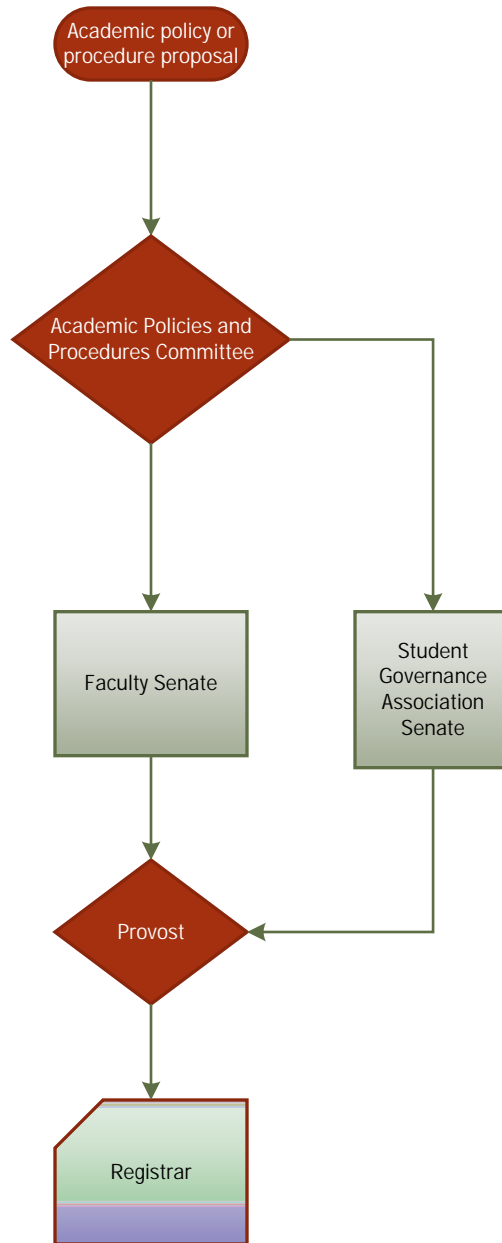 Academic policy or
procedure proposal
Academic Policies and
Procedures Committee
Faculty Senate
Student
Governance
Association
Senate
Provost
Registrar